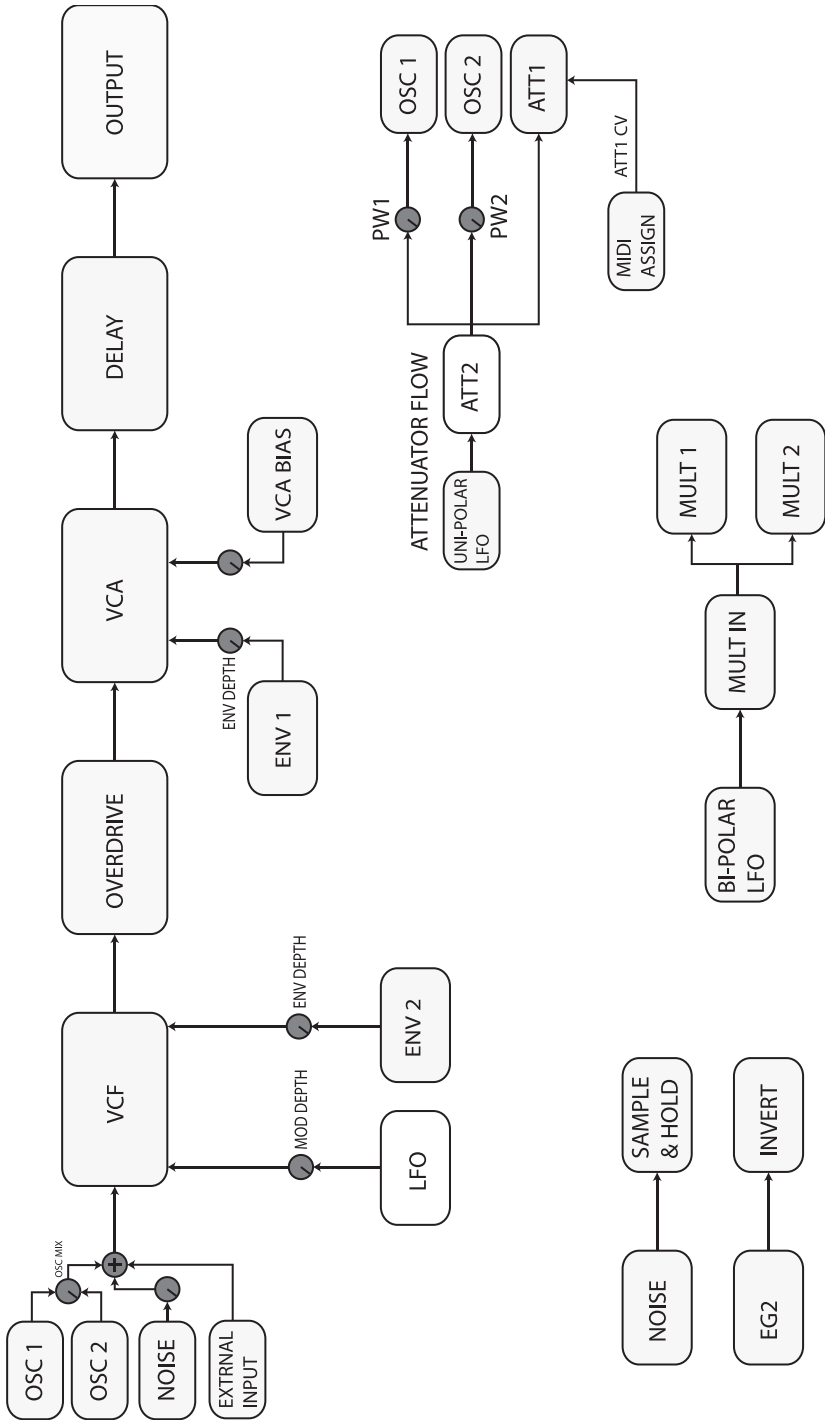 OSC 1
OSC 2
NOISE
EXTRNAL
INPUT
OSC MIX
VCF
OVERDRIVE
VCA
DELAY
OUTPUT
MOD DEPTH
LFO
ENV DEPTH
ENV 2
ENV DEPTH
ENV 1
VCA BIAS
ATTENUATOR FLOW
UNI-POLAR
LFO
ATT2
PW1
PW2
OSC 1
OSC 2
ATT1
MIDI
ASSIGN
ATT1 CV
NOISE
SAMPLE
& HOLD
EG2
INVERT
BI-POLAR
LFO
MULT IN
MULT 1
MULT 2